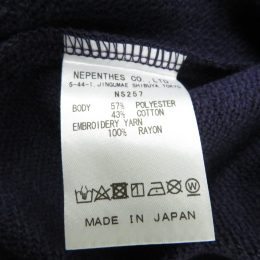 NEPENTHES CO., LTD.
5-44-1, JINGUMAE SHIBUYA TOKYO
NS257
BODY 57% POLYESTER
43% COTTON
EMBROIDERY YARN
100% RAYON
MADE IN JAPAN